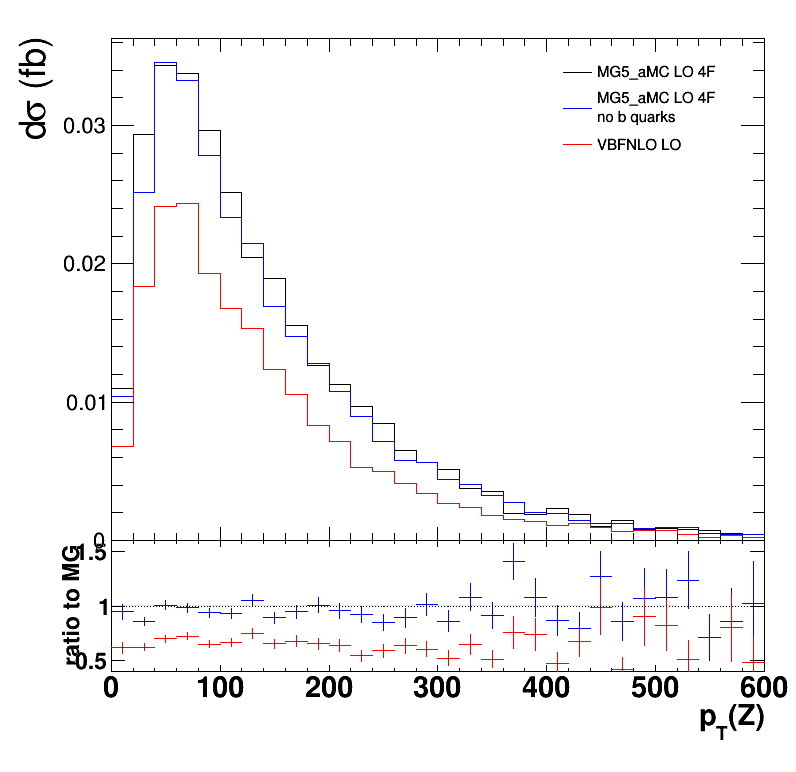 dσ (fb)
MG5_aMC LO 4F
MG5_aMC LO 4F
no b quarks
VBFNLO LO
0.03
0.02
0.01
0
ratio to MG
1.5
1
0.5
0 100 200 300 400 500 600
p_T(Z)